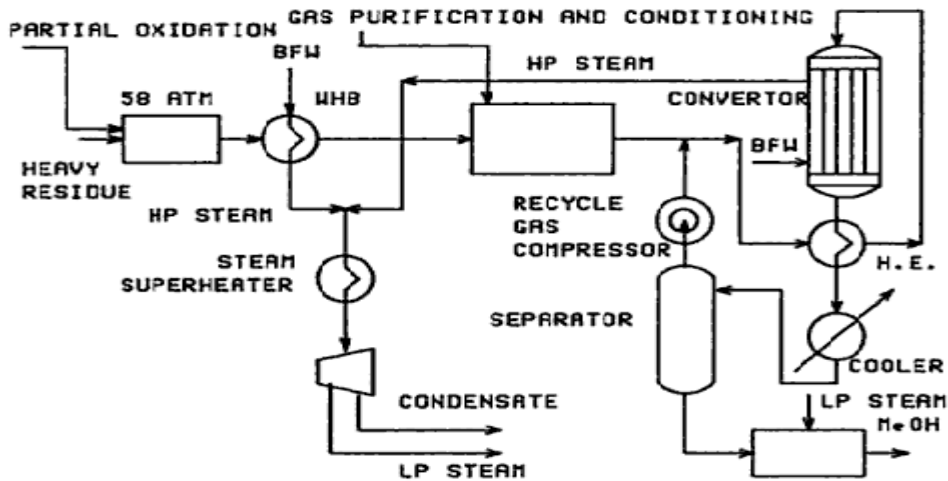 GAS PURIFICATION AND CONDITIONING
PARTIAL OXIDATION
BFW
HP STEAM
58 ATM
WHB
CONVERTOR
BFW
HEAVY
RESIDUE
HP STEAM
RECYCLE
GAS
COMPRESSOR
H.E.
STEAM
SUPERHEATER
SEPARATOR
COOLER
CONDENSATE
LP STEAM
MeOH
LP STEAM